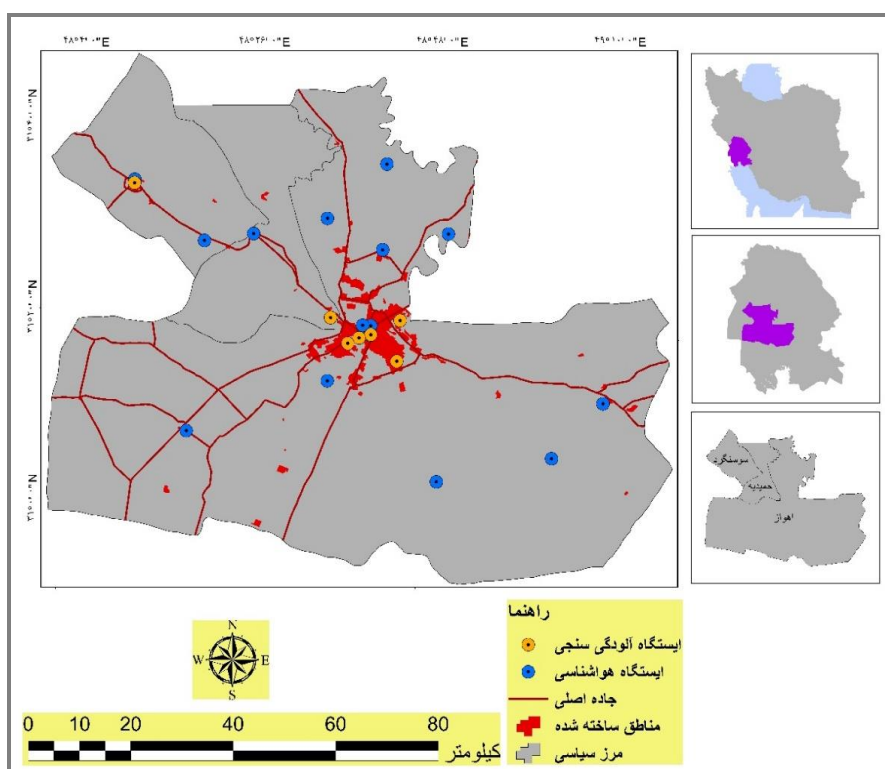 ۴۸°۴'۰"E
۴۸°۲۶'۰"E
۴۸°۴۸'۰"E
۴۹°۱۰'۰"E
سوسنگرد
حمیدیه
اهواز
راهنما
ایستگاه آلودگی سنجی
ایستگاه هواشناسی
جاده اصلی
مناطق ساخته شده
مرز سیاسی
N
W E
S
0 10 20 40 60 80
کیلومتر